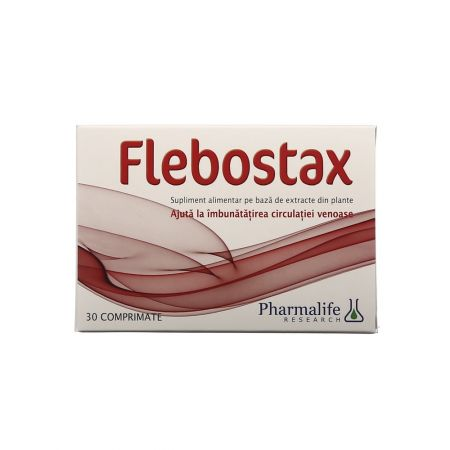 Flebostax
Supliment alimentar pe bază de extracte din plante
Ajută la îmbunătățirea circulației venoase
30 COMPRIMATE
Pharmalife
RESEARCH